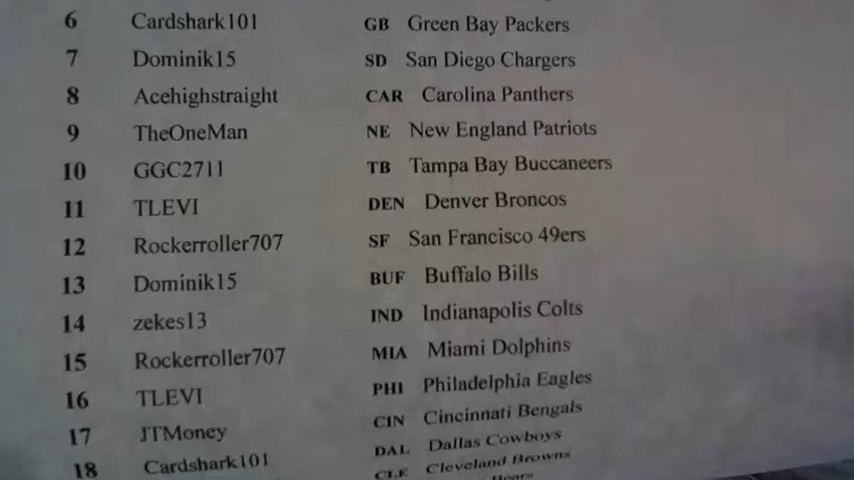 6 Cardshark101 GB Green Bay Packers
7 Dominik15 SD San Diego Chargers
8 Acehighstraight CAR Carolina Panthers
9 TheOneMan NE New England Patriots
10 GGC2711 TB Tampa Bay Buccaneers
11 TLEVI DEN Denver Broncos
12 Rockerroller707 SF San Francisco 49ers
13 Dominik15 BUF Buffalo Bills
14 zekes13 IND Indianapolis Colts
15 Rockerroller707 MIA Miami Dolphins
16 TLEVI PHI Philadelphia Eagles
17 JTMoney CIN Cincinnati Bengals
18 Cardshark101 DAL Dallas Cowboys
CLE Cleveland Browns
Bears